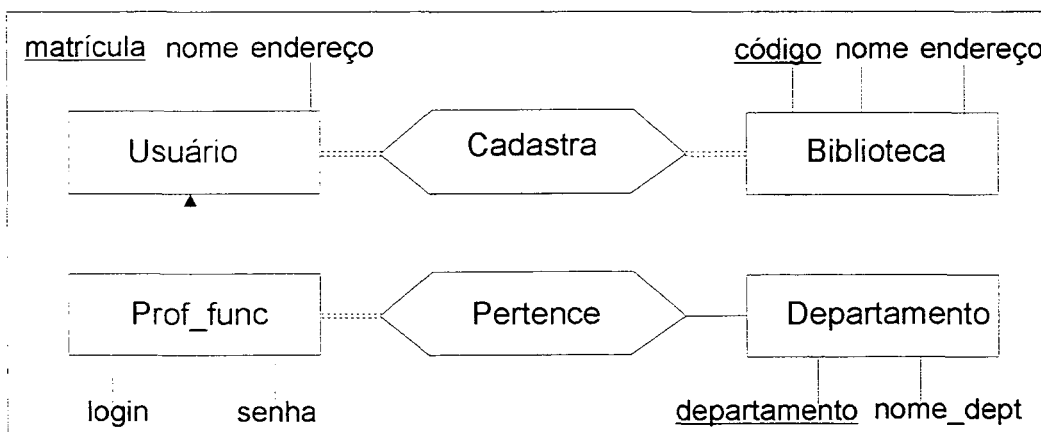 matrícula nome endereço código nome endereço
Usuário Cadastra Biblioteca
Prof_func Pertence Departamento
login senha departamento nome_dept